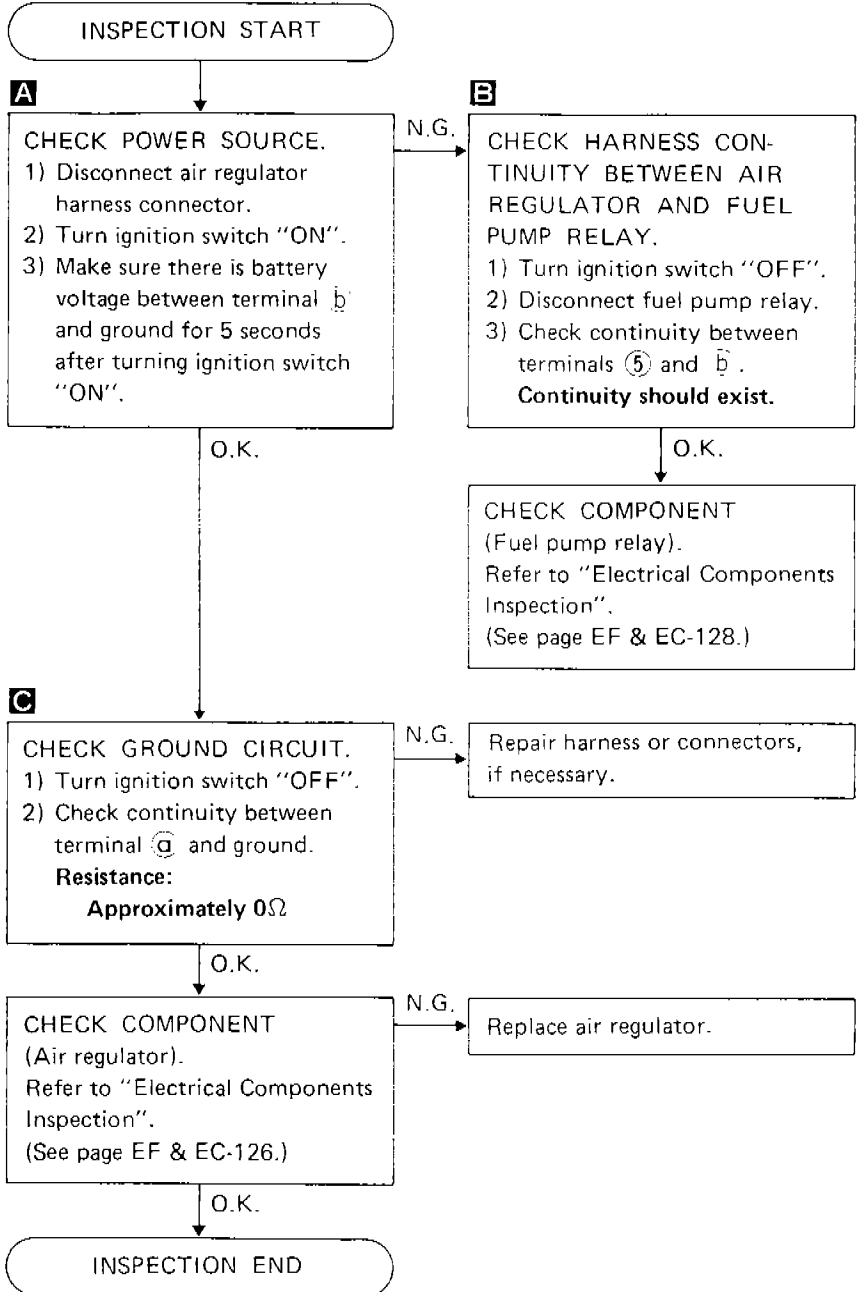 INSPECTION START
A
CHECK POWER SOURCE.
1) Disconnect air regulator
harness connector.
2) Turn ignition switch "ON".
3) Make sure there is battery
voltage between terminal b
and ground for 5 seconds
after turning ignition switch
"ON".
N.G.
B
CHECK HARNESS CON-
TINUITY BETWEEN AIR
REGULATOR AND FUEL
PUMP RELAY.
1) Turn ignition switch "OFF".
2) Disconnect fuel pump relay.
3) Check continuity between
terminals ⑤ and b .
Continuity should exist.
O.K.
O.K.
CHECK COMPONENT
(Fuel pump relay).
Refer to "Electrical Components
Inspection".
(See page EF & EC-128.)
C
CHECK GROUND CIRCUIT.
1) Turn ignition switch "OFF".
2) Check continuity between
terminal ⓐ and ground.
Resistance:
Approximately 0Ω
N.G.
Repair harness or connectors,
if necessary.
O.K.
CHECK COMPONENT
(Air regulator).
Refer to "Electrical Components
Inspection".
(See page EF & EC-126.)
N.G.
Replace air regulator.
O.K.
INSPECTION END